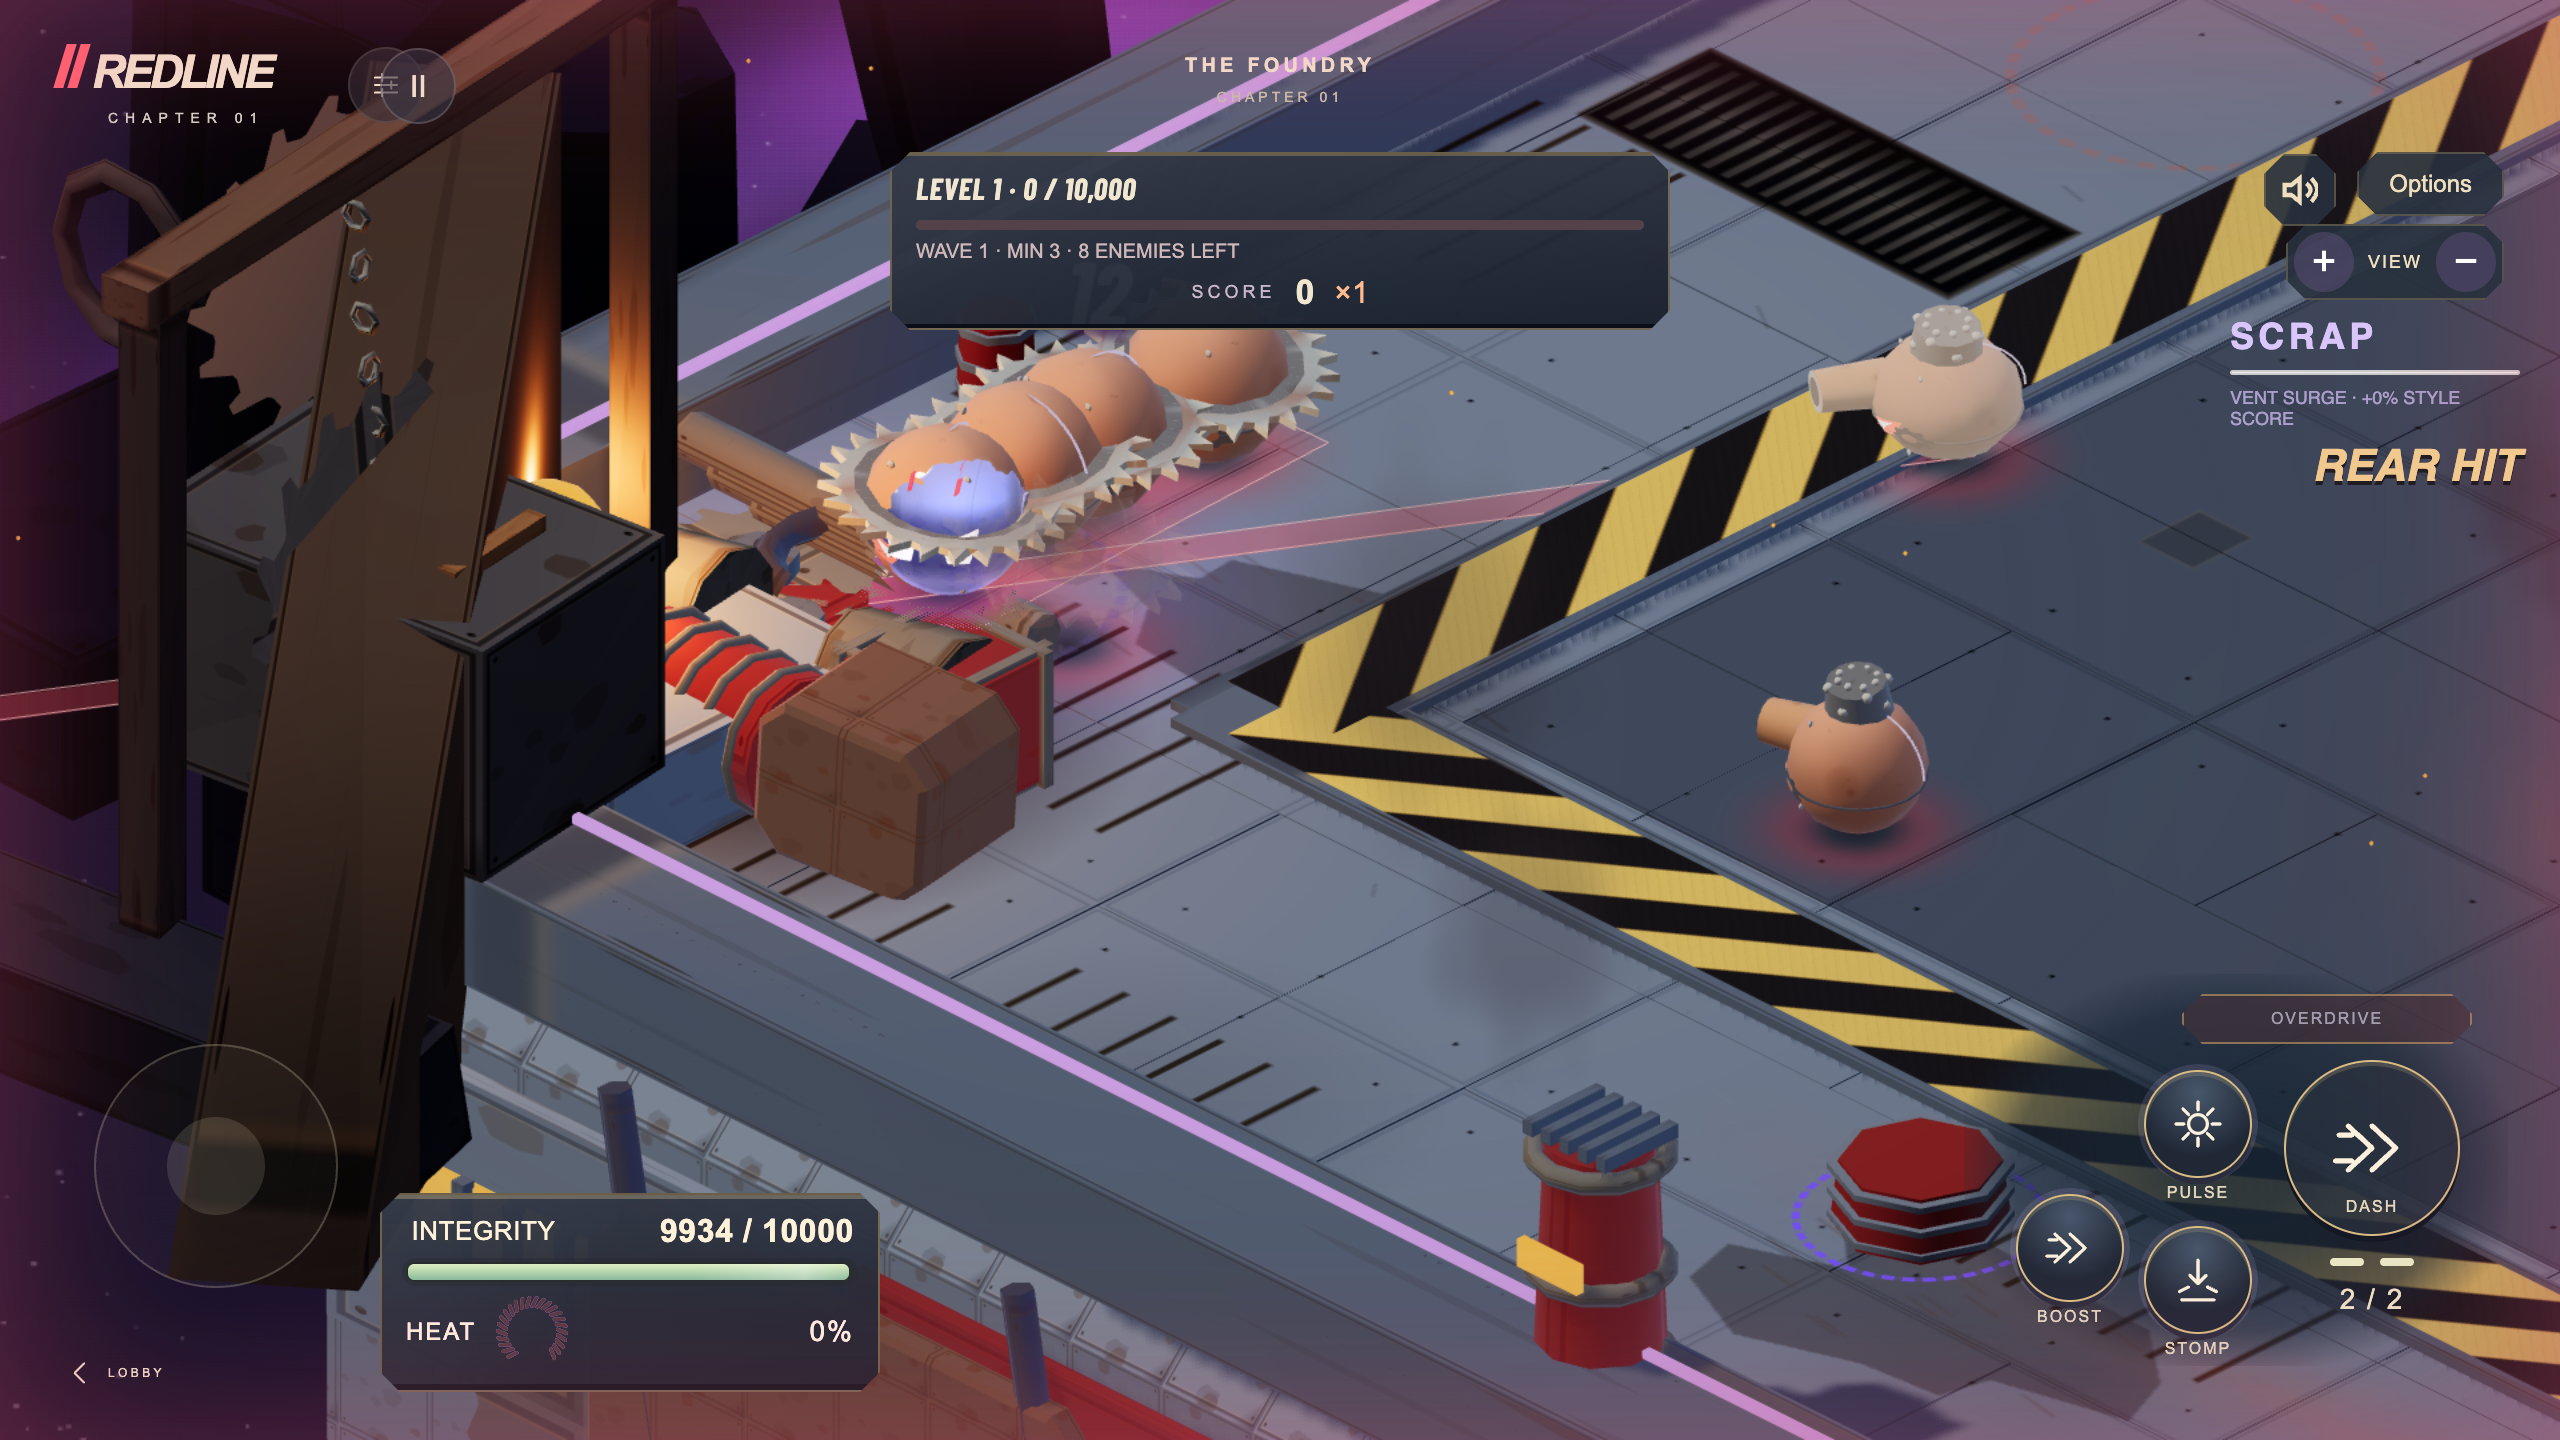 REDLINE
CHAPTER 01
THE FOUNDRY
CHAPTER 01
LEVEL 1 · 0 / 10,000
WAVE 1 · MIN 3 · 8 ENEMIES LEFT
SCORE 0 ×1
12
Options
+ VIEW −
SCRAP
VENT SURGE · +0% STYLE
SCORE
REAR HIT
OVERDRIVE
PULSE
DASH
BOOST
2 / 2
STOMP
INTEGRITY 9934 / 10000
HEAT 0%
LOBBY